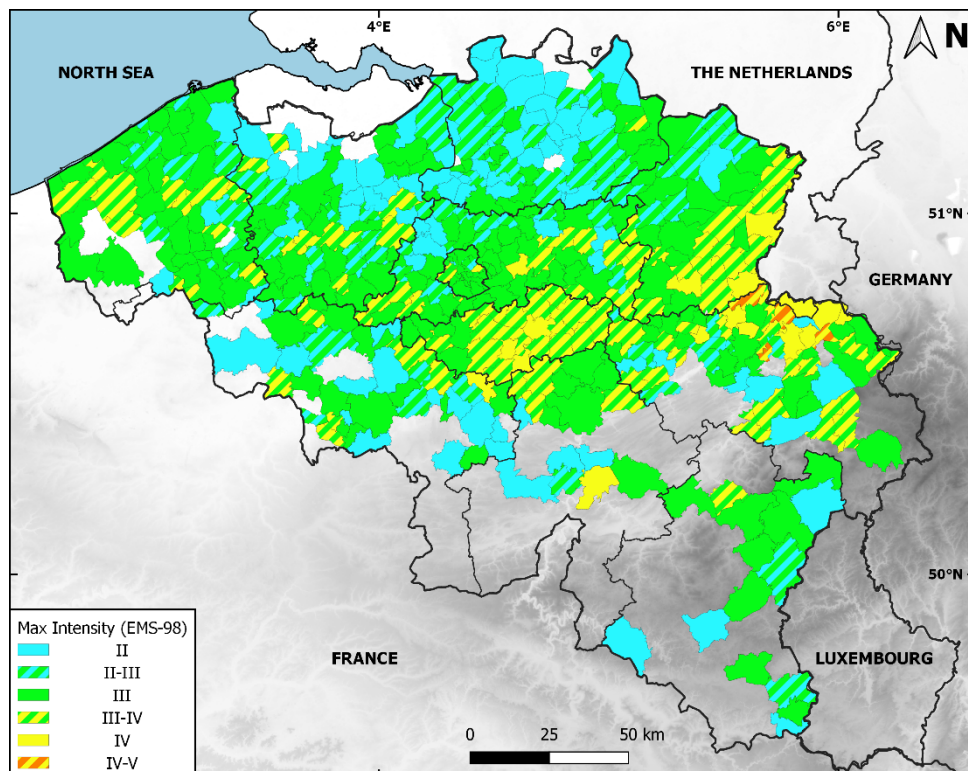 4°E
6°E
N
NORTH SEA
THE NETHERLANDS
51°N
GERMANY
50°N
FRANCE
LUXEMBOURG
Max Intensity (EMS-98)
II
II-III
III
III-IV
IV
IV-V
0 25 50 km